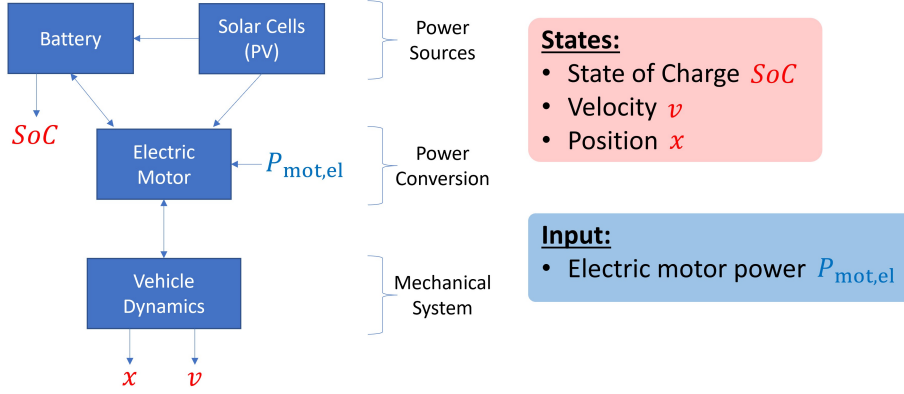 Battery
Solar Cells
(PV)
Power
Sources
SoC
Electric
Motor
P_mot,el
Power
Conversion
Vehicle
Dynamics
Mechanical
System
x
v
States:
• State of Charge SoC
• Velocity v
• Position x
Input:
• Electric motor power P_mot,el